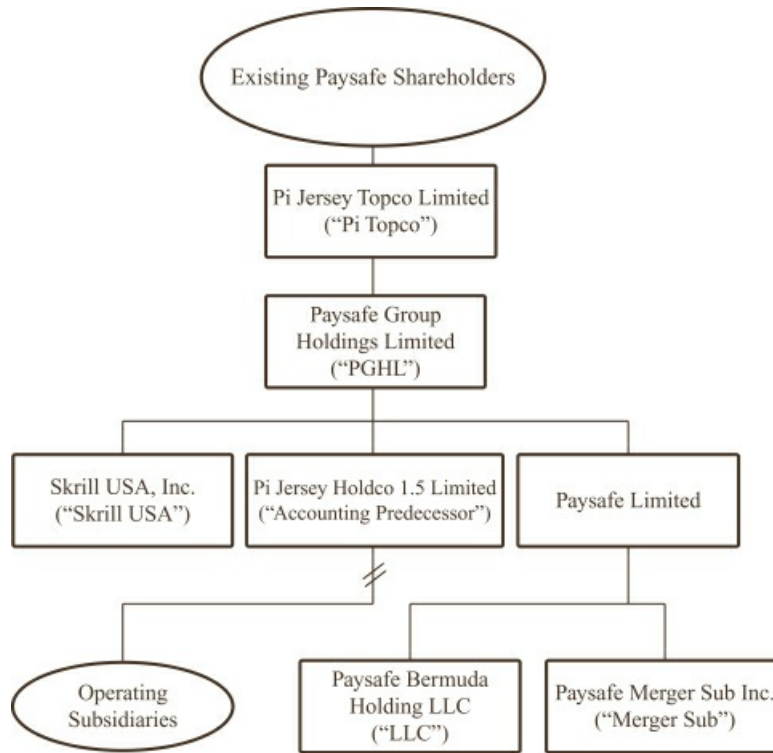 Existing Paysafe Shareholders
Pi Jersey Topco Limited
(“Pi Topco”)
Paysafe Group
Holdings Limited
(“PGHL”)
Skrill USA, Inc.
(“Skrill USA”)
Pi Jersey Holdco 1.5 Limited
(“Accounting Predecessor”)
Paysafe Limited
Operating
Subsidiaries
Paysafe Bermuda
Holding LLC
(“LLC”)
Paysafe Merger Sub Inc.
(“Merger Sub”)